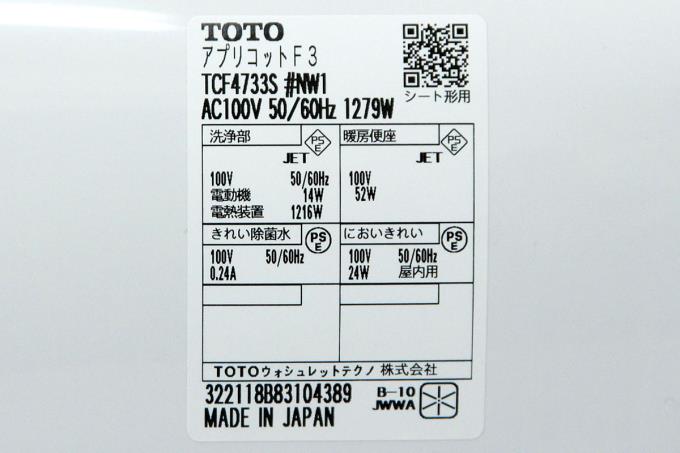 TOTO
アプリコットF3
TCF4733S #NW1
AC100V 50/60Hz 1279W
シート形用
洗浄部
PS
E
JET
100V 50/60Hz
電動機 14W
電熱装置 1216W
暖房便座
PS
E
JET
100V
52W
きれい除菌水
PS
E
100V 50/60Hz
0.24A
においきれい
PS
E
100V 50/60Hz
24W 屋内用
TOTOウォシュレットテクノ 株式会社
322118B83104389
MADE IN JAPAN
B-10
JWWA